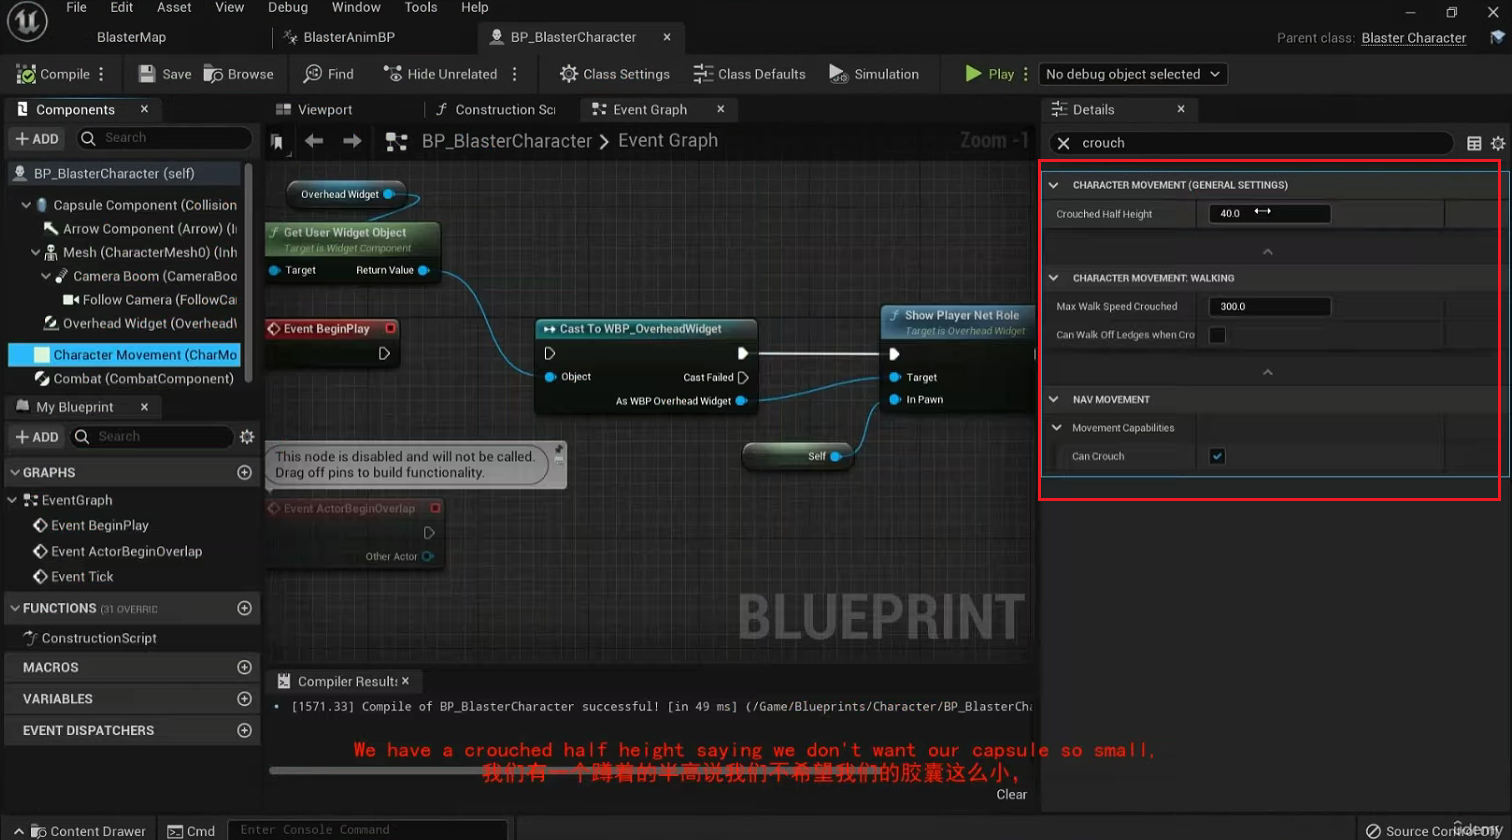 File Edit Asset View Debug Window Tools Help
BlasterMap BlasterAnimBP BP_BlasterCharacter
Parent class: Blaster Character
Compile Save Browse Find Hide Unrelated Class Settings Class Defaults Simulation Play No debug object selected
Components
ADD Search
BP_BlasterCharacter (self)
Capsule Component (Collision
Arrow Component (Arrow) (I
Mesh (CharacterMesh0) (Inh
Camera Boom (CameraBoo
Follow Camera (FollowCa
Overhead Widget (Overhead
Character Movement (CharMo
Combat (CombatComponent)
My Blueprint
ADD Search
GRAPHS
EventGraph
Event BeginPlay
Event ActorBeginOverlap
Event Tick
FUNCTIONS (31 OVERRID
ConstructionScript
MACROS
VARIABLES
EVENT DISPATCHERS
Viewport Construction Sc Event Graph
BP_BlasterCharacter Event Graph
Zoom -1
Overhead Widget
Get User Widget Object
Target is Widget Component
Target Return Value
Event BeginPlay
Cast To WBP_OverheadWidget
Object Cast Failed
As WBP Overhead Widget
Show Player Net Role
Target is Overhead Widget
Target
In Pawn
Self
This node is disabled and will not be called.
Drag off pins to build functionality.
Event ActorBeginOverlap
Other Actor
BLUEPRINT
Compiler Results
[1571.33] Compile of BP_BlasterCharacter successful! [in 49 ms] (/Game/Blueprints/Character/BP_BlasterCha
We have a crouched half height saying we don't want our capsule so small,
我们有一个蹲着的半高说我们不希望我们的胶囊这么小,
Clear
Details
crouch
CHARACTER MOVEMENT (GENERAL SETTINGS)
Crouched Half Height 40.0
CHARACTER MOVEMENT: WALKING
Max Walk Speed Crouched 300.0
Can Walk Off Ledges when Cro
NAV MOVEMENT
Movement Capabilities
Can Crouch
Content Drawer Cmd Enter Console Command
Source Control Off
Udemy